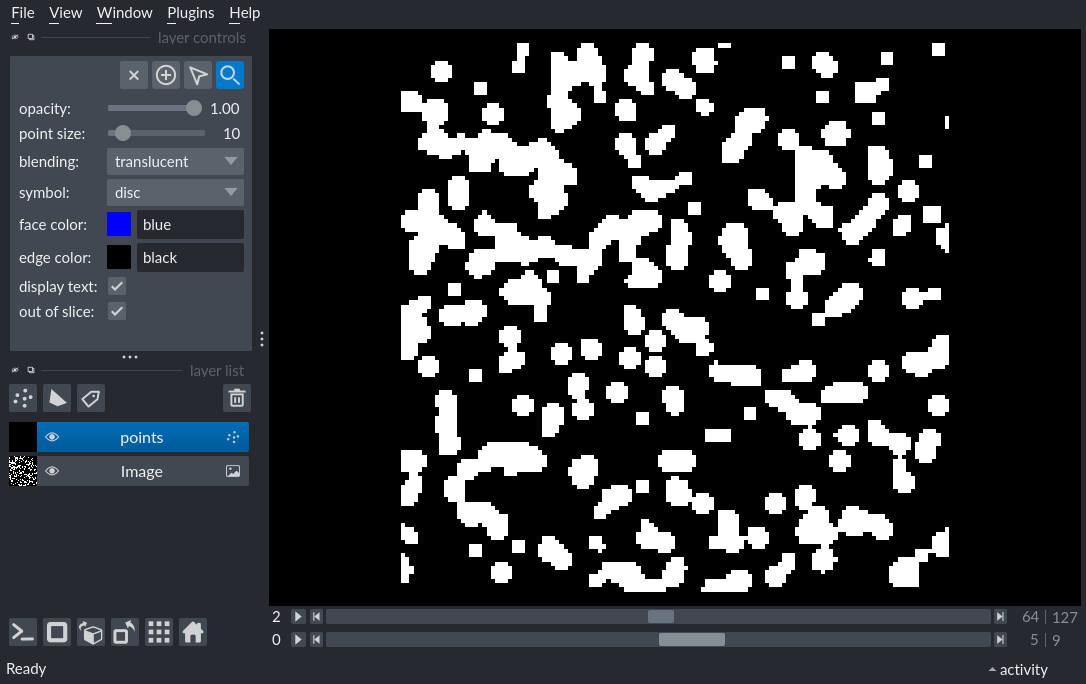 File View Window Plugins Help
layer controls
opacity: 1.00
point size: 10
blending: translucent
symbol: disc
face color: blue
edge color: black
display text:
out of slice:
layer list
points
Image
2 64 | 127
0 5 | 9
Ready activity